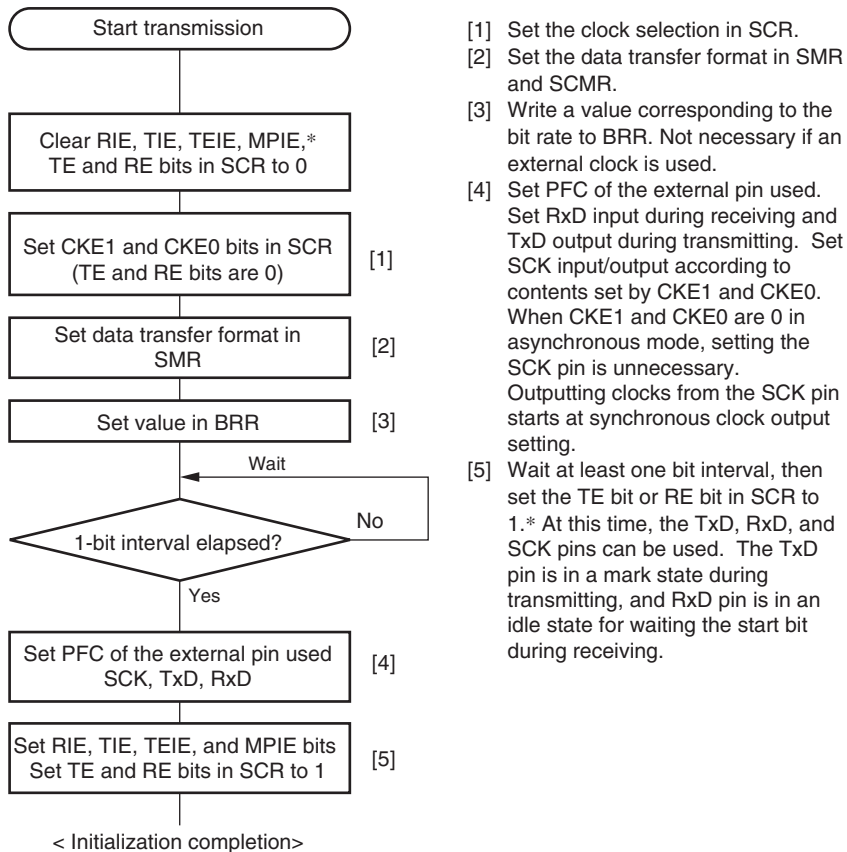 Start transmission
Clear RIE, TIE, TEIE, MPIE,*
TE and RE bits in SCR to 0
Set CKE1 and CKE0 bits in SCR
(TE and RE bits are 0)
[1]
Set data transfer format in
SMR
[2]
Set value in BRR
[3]
Wait
1-bit interval elapsed?
No
Yes
Set PFC of the external pin used
SCK, TxD, RxD
[4]
Set RIE, TIE, TEIE, and MPIE bits
Set TE and RE bits in SCR to 1
[5]
< Initialization completion>
[1] Set the clock selection in SCR.
[2] Set the data transfer format in SMR
and SCMR.
[3] Write a value corresponding to the
bit rate to BRR. Not necessary if an
external clock is used.
[4] Set PFC of the external pin used.
Set RxD input during receiving and
TxD output during transmitting. Set
SCK input/output according to
contents set by CKE1 and CKE0.
When CKE1 and CKE0 are 0 in
asynchronous mode, setting the
SCK pin is unnecessary.
Outputting clocks from the SCK pin
starts at synchronous clock output
setting.
[5] Wait at least one bit interval, then
set the TE bit or RE bit in SCR to
1.* At this time, the TxD, RxD, and
SCK pins can be used. The TxD
pin is in a mark state during
transmitting, and RxD pin is in an
idle state for waiting the start bit
during receiving.